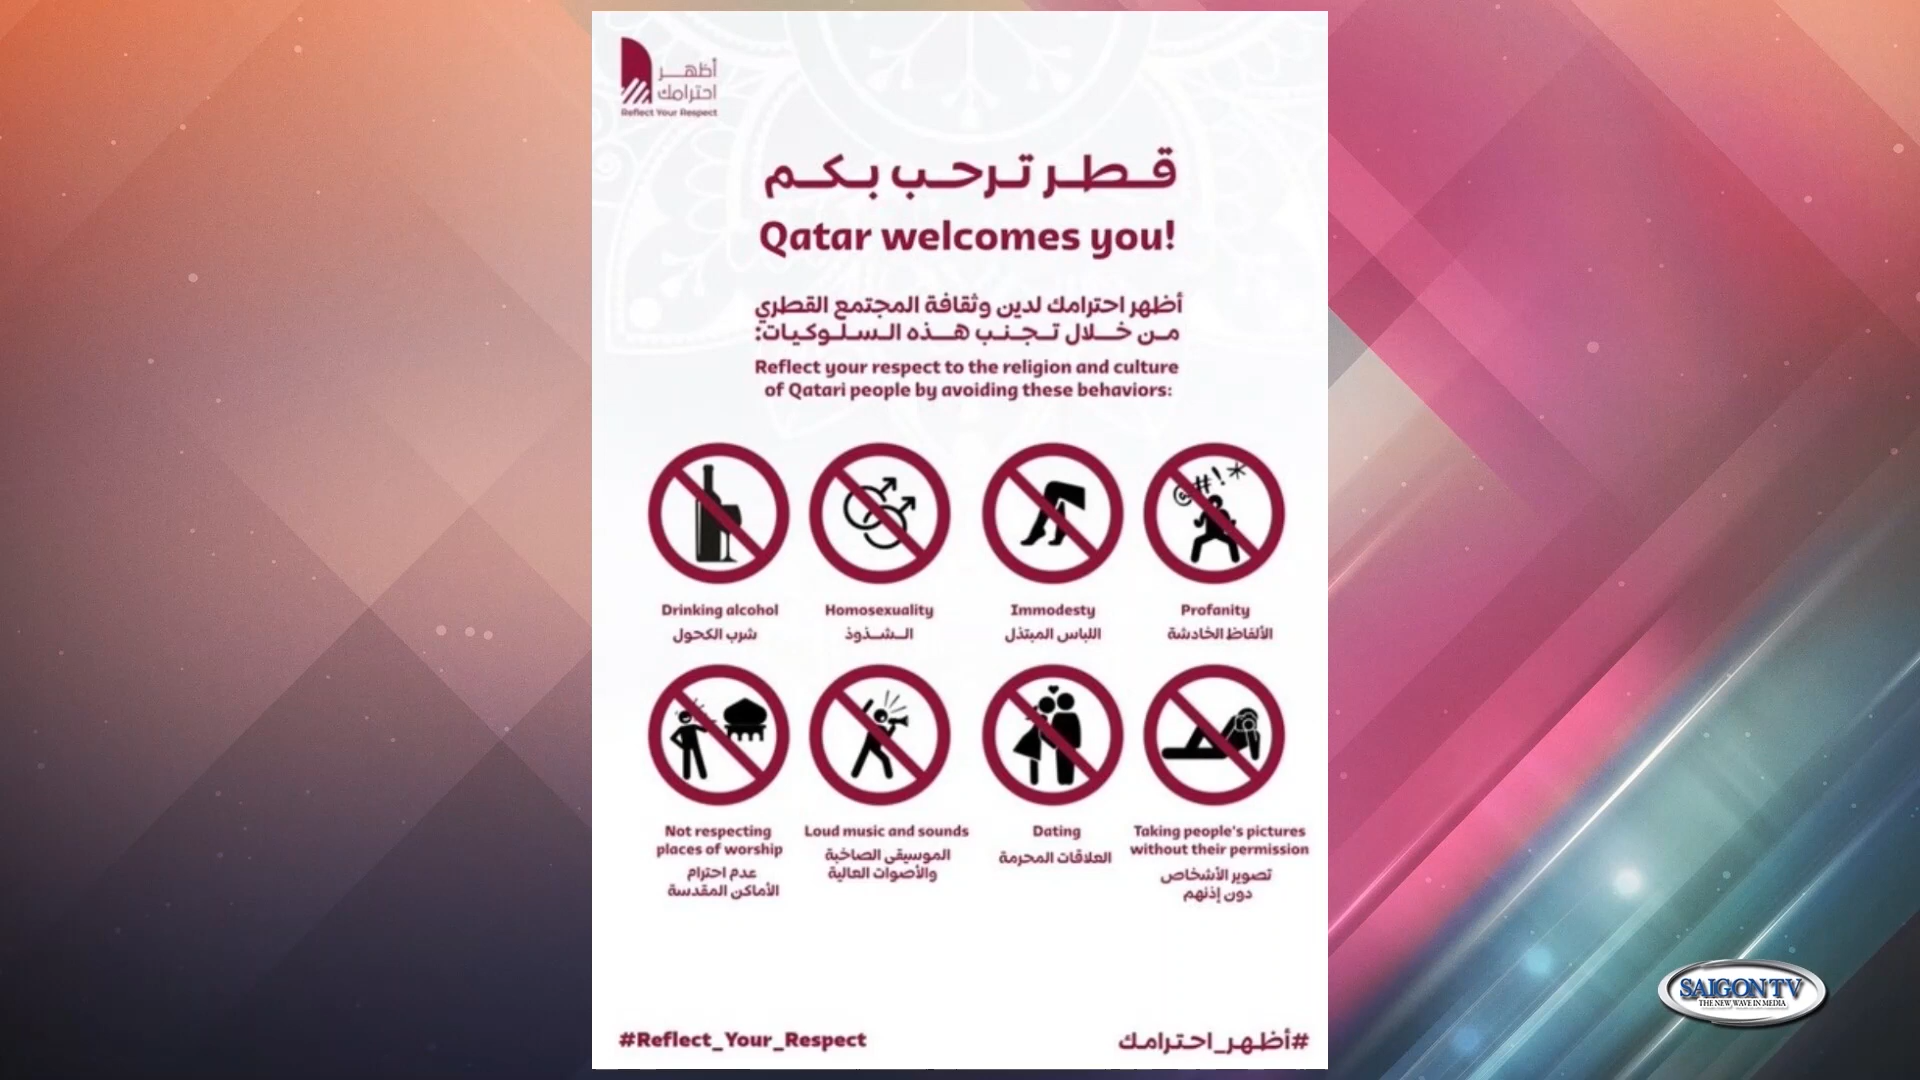 أظهر
احترامك
Reflect Your Respect
قطر ترحب بكم
Qatar welcomes you!
أظهر احترامك لدين وثقافة المجتمع القطري
من خلال تجنب هذه السلوكيات:
Reflect your respect to the religion and culture
of Qatari people by avoiding these behaviors:
@#!*
Drinking alcohol
شرب الكحول
Homosexuality
الشذوذ
Immodesty
اللباس المبتذل
Profanity
الألفاظ الخادشة
Not respecting
places of worship
عدم احترام
الأماكن المقدسة
Loud music and sounds
الموسيقى الصاخبة
والأصوات العالية
Dating
العلاقات المحرمة
Taking people's pictures
without their permission
تصوير الأشخاص
دون إذنهم
#Reflect_Your_Respect
#أظهر_احترامك
SAIGON TV
THE NEW WAVE IN MEDIA